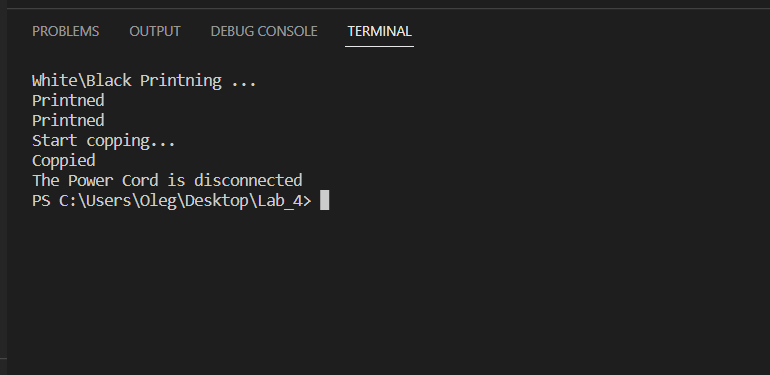 PROBLEMS OUTPUT DEBUG CONSOLE TERMINAL
White\Black Printning ...
Printned
Printned
Start copping...
Coppied
The Power Cord is disconnected
PS C:\Users\Oleg\Desktop\Lab_4>